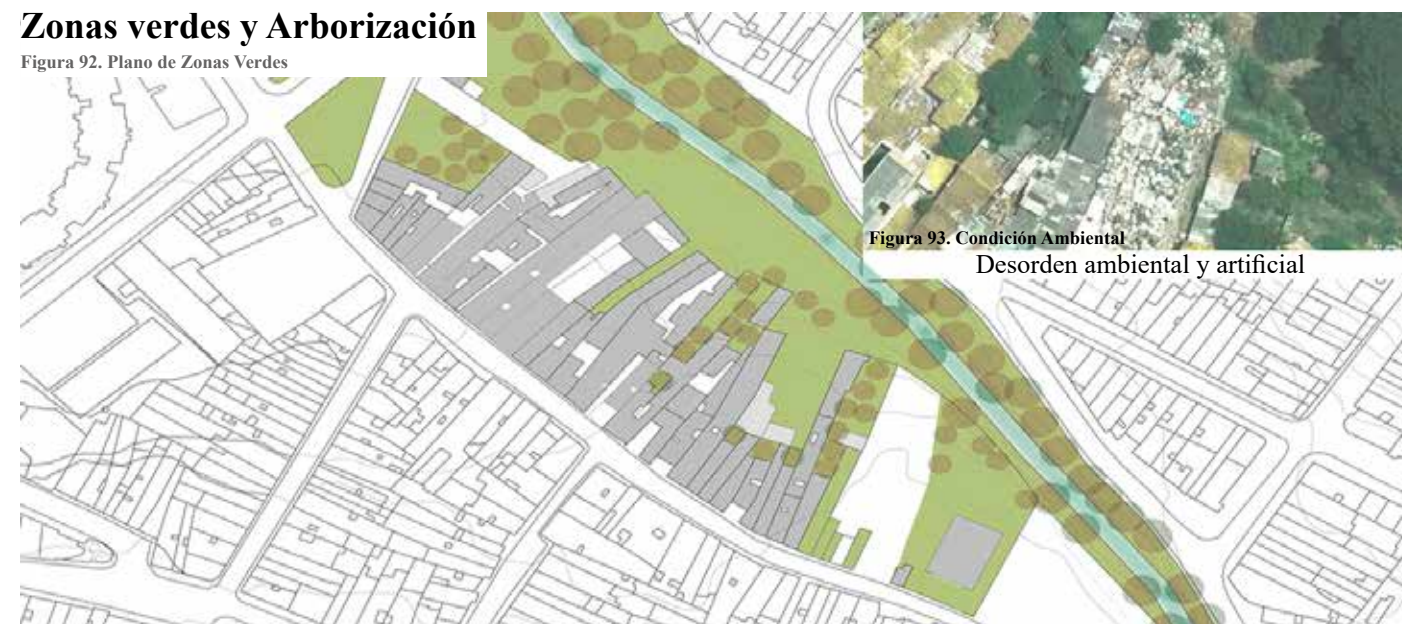 Zonas verdes y Arborización
Figura 92. Plano de Zonas Verdes
Figura 93. Condición Ambiental
Desorden ambiental y artificial